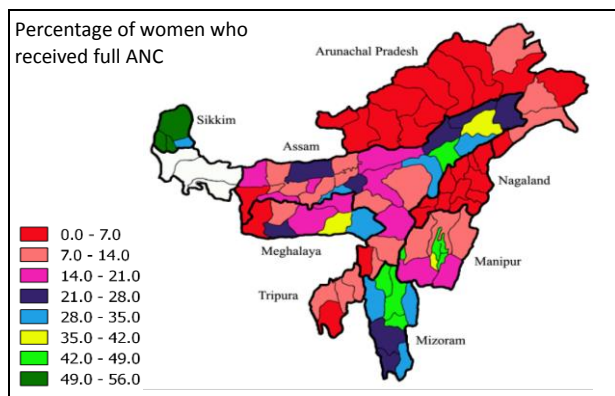 Percentage of women who
received full ANC
Arunachal Pradesh
Sikkim
Assam
Nagaland
Meghalaya
Manipur
Tripura
Mizoram
0.0 - 7.0
7.0 - 14.0
14.0 - 21.0
21.0 - 28.0
28.0 - 35.0
35.0 - 42.0
42.0 - 49.0
49.0 - 56.0